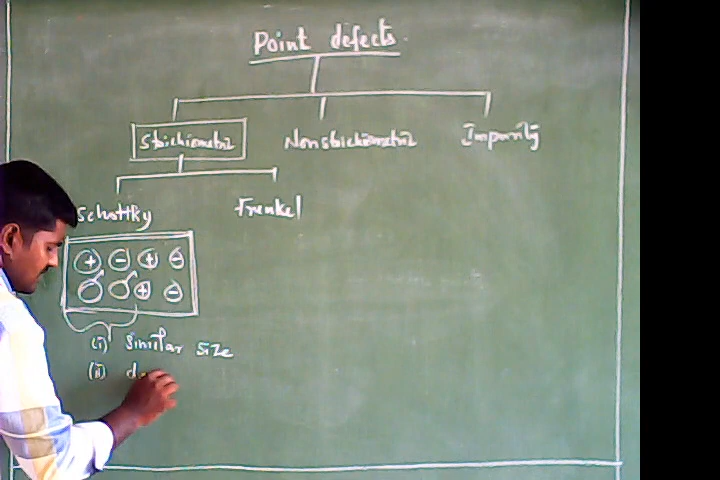 Point defects.
Stoichiometric Nonstoichiometric Impurity
Schottky Frenkel
+ - + -
+ -
(i) Similar size
(ii) d